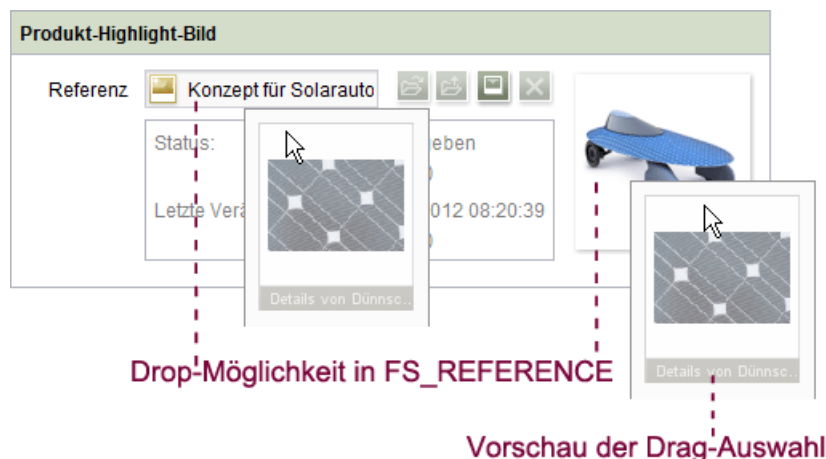 Produkt-Highlight-Bild
Referenz Konzept für Solarauto
Status: eben
Letzte Verä 012 08:20:39
Details von Dünnsc...
Drop-Möglichkeit in FS_REFERENCE
Details von Dünnsc...
Vorschau der Drag-Auswahl